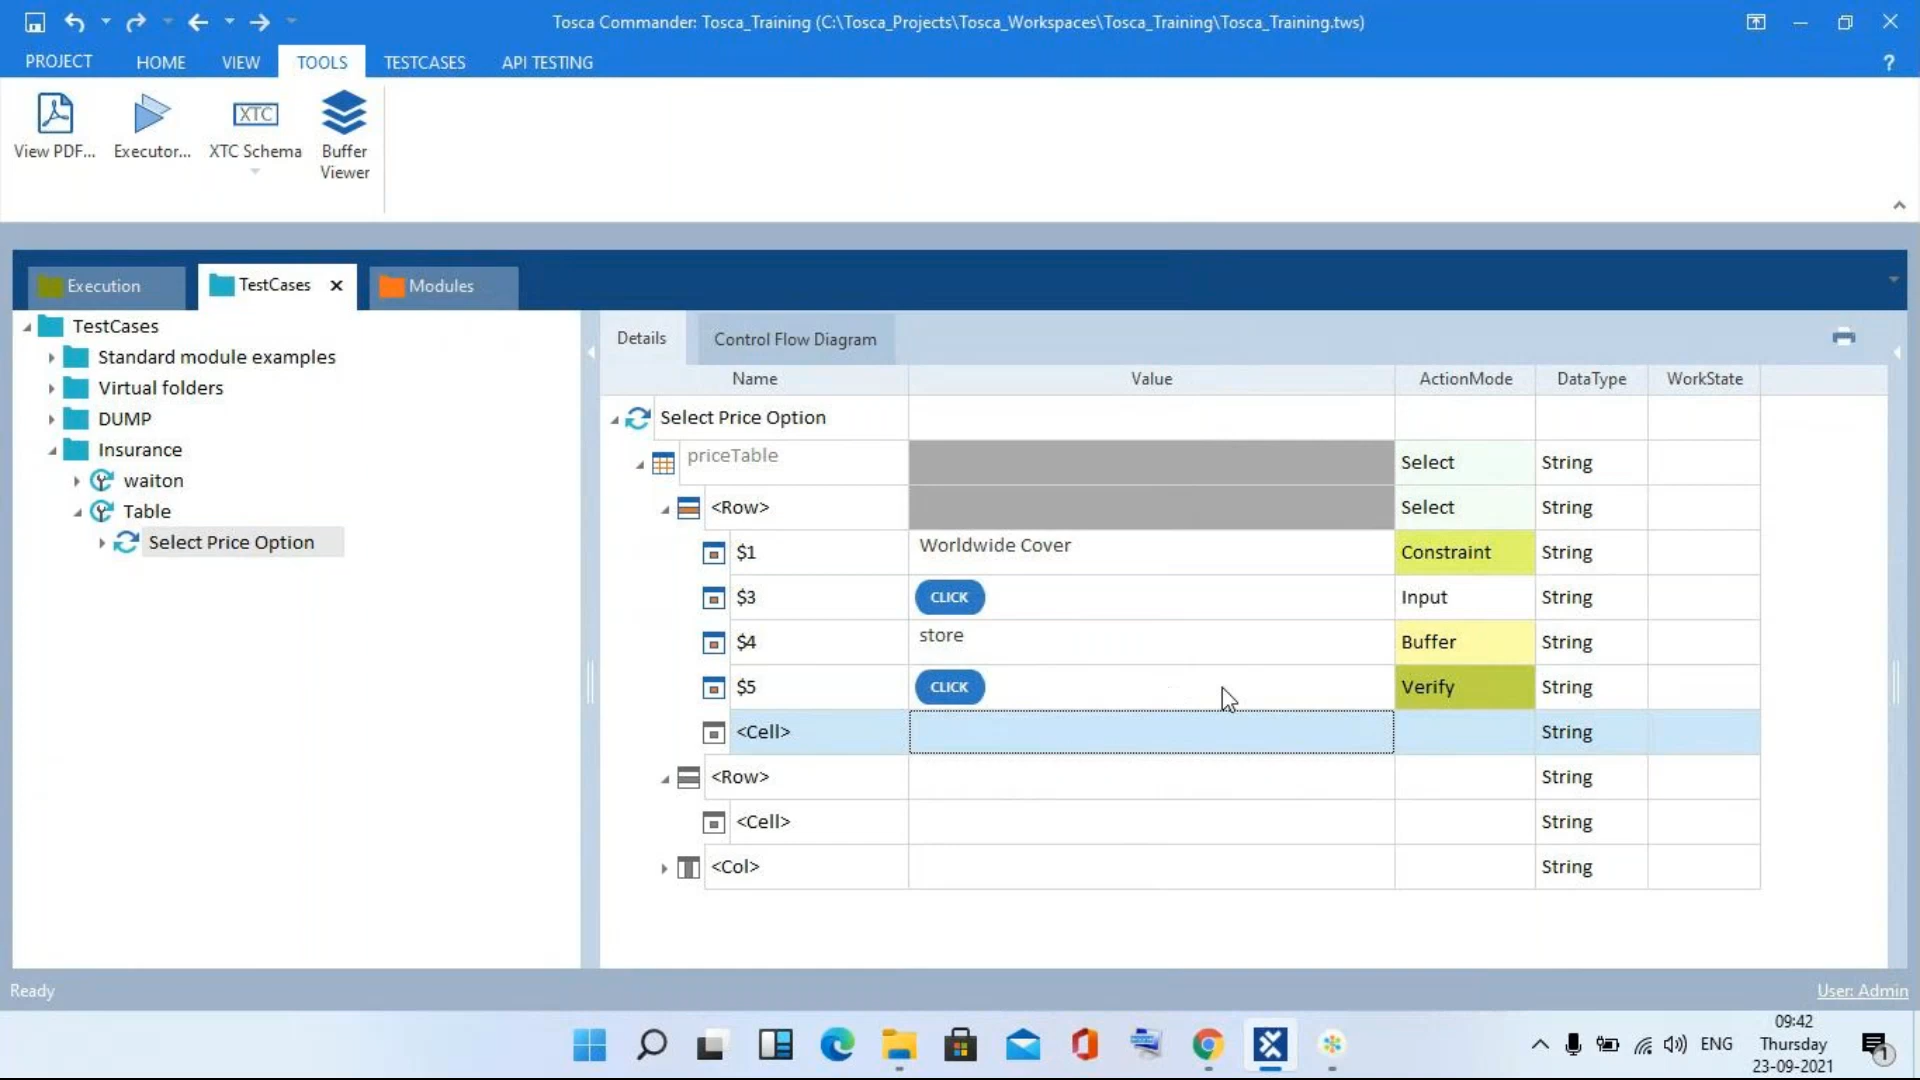 Tosca Commander: Tosca_Training (C:\Tosca_Projects\Tosca_Workspaces\Tosca_Training\Tosca_Training.tws)
PROJECT HOME VIEW TOOLS TESTCASES API TESTING ?
View PDF... Executor... XTC XTC Schema Buffer
Viewer
Execution TestCases Modules
TestCases
Standard module examples
Virtual folders
DUMP
Insurance
waiton
Table
Select Price Option
Details Control Flow Diagram
Name Value ActionMode DataType WorkState
Select Price Option
priceTable Select String
<Row> Select String
$1 Worldwide Cover Constraint String
$3 CLICK Input String
$4 store Buffer String
$5 CLICK Verify String
<Cell> String
<Row> String
<Cell> String
<Col> String
Ready User: Admin
ENG
09:42
Thursday
23-09-2021
1